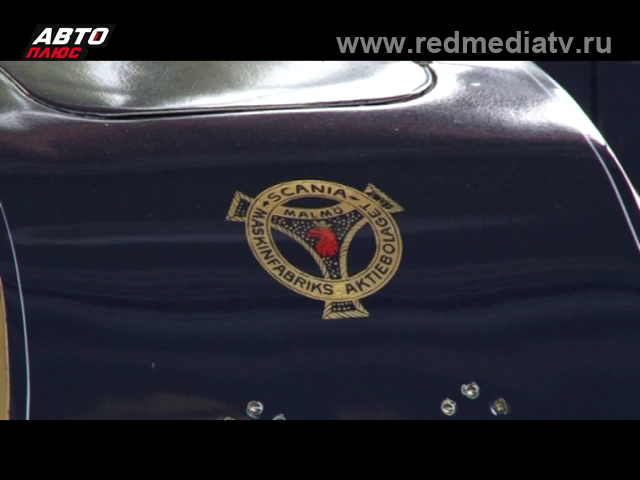 АВТО
ПЛЮС
www.redmediatv.ru
SCANIA
MALMÖ
MASKINFABRIKS AKTIEBOLAGET